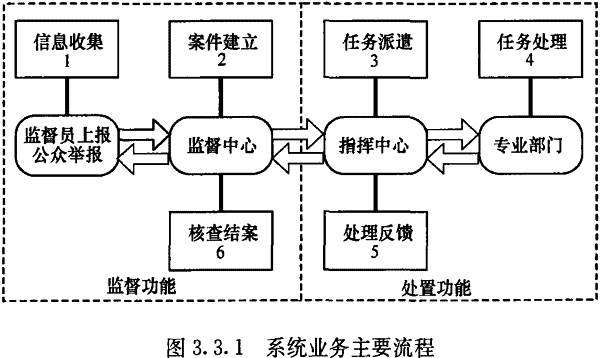 信息收集
1
案件建立
2
任务派遣
3
任务处理
4
监督员上报
公众举报
监督中心
指挥中心
专业部门
核查结案
6
处理反馈
5
监督功能
处置功能
图 3.3.1 系统业务主要流程